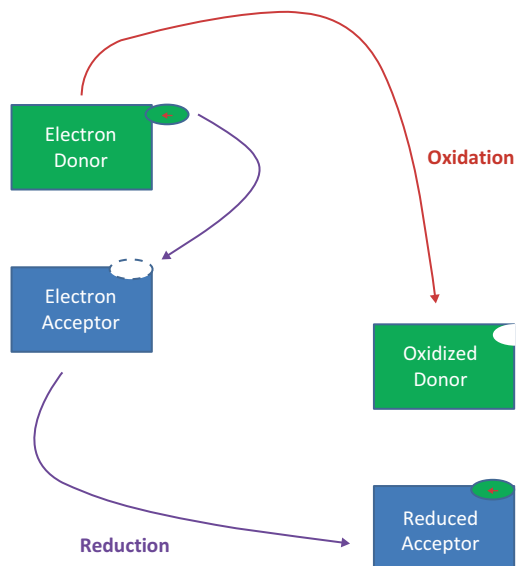 Electron
Donor
Oxidation
Electron
Acceptor
Oxidized
Donor
Reduced
Acceptor
Reduction